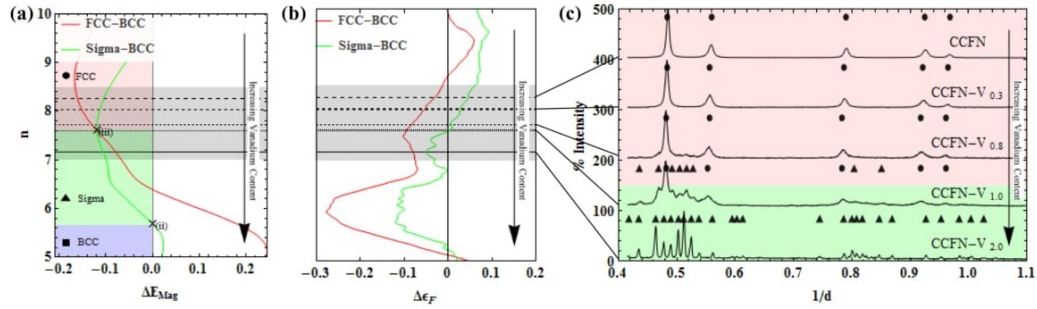 (a)
FCC−BCC
Sigma−BCC
10
9
8
7
6
5
n
FCC
Sigma
BCC
(iii)
(ii)
Increasing Vanadium Content
−0.2
−0.1
0.0
0.1
0.2
ΔE Mag
(b)
FCC−BCC
Sigma−BCC
Increasing Vanadium Content
−0.3
−0.2
−0.1
0
0.1
0.2
Δϵ F
(c)
500
400
300
200
100
0
% Intensity
CCFN
CCFN−V 0.3
CCFN−V 0.8
CCFN−V 1.0
CCFN−V 2.0
Increasing Vanadium Content
0.4
0.5
0.6
0.7
0.8
0.9
1.0
1.1
1/d